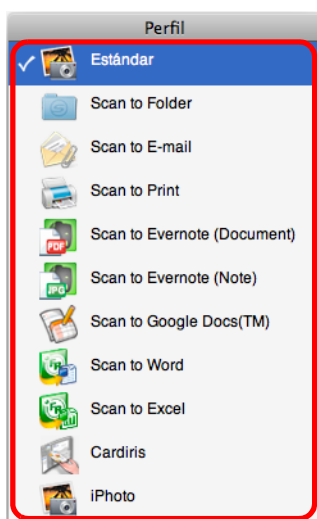 Perfil
Estándar
Scan to Folder
Scan to E-mail
Scan to Print
Scan to Evernote (Document)
Scan to Evernote (Note)
Scan to Google Docs(TM)
Scan to Word
Scan to Excel
Cardiris
iPhoto